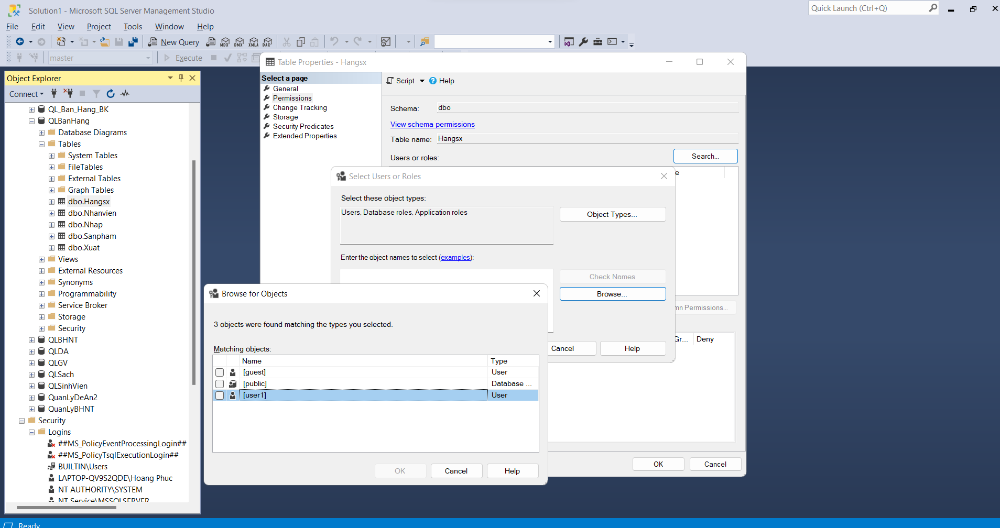 Solution1 - Microsoft SQL Server Management Studio
Quick Launch (Ctrl+Q)
File Edit View Project Tools Window Help
New Query MDX DMX XMLA DAX
master Execute
Object Explorer
Connect
QL_Ban_Hang_BK
QLBanHang
Database Diagrams
Tables
System Tables
FileTables
External Tables
Graph Tables
dbo.Hangsx
dbo.Nhanvien
dbo.Nhap
dbo.Sanpham
dbo.Xuat
Views
External Resources
Synonyms
Programmability
Service Broker
Storage
Security
QLBHNT
QLDA
QLGV
QLSach
QLSinhVien
QuanLyDeAn2
QuanLyBHNT
Security
Logins
##MS_PolicyEventProcessingLogin##
##MS_PolicyTsqlExecutionLogin##
BUILTIN\Users
LAPTOP-QV9S2QDE\Hoang Phuc
NT AUTHORITY\SYSTEM
NT Service\MSSQLSERVER
Table Properties - Hangsx
Select a page
General
Permissions
Change Tracking
Storage
Security Predicates
Extended Properties
Script Help
Schema: dbo
View schema permissions
Table name: Hangsx
Users or roles:
Search...
e
mn Permissions...
Gr... Deny
OK Cancel
Select Users or Roles
Select these object types:
Users, Database roles, Application roles
Object Types...
Enter the object names to select (examples):
Check Names
Browse...
Cancel Help
Browse for Objects
3 objects were found matching the types you selected.
Matching objects:
Name Type
[guest] User
[public] Database ...
[user1] User
OK Cancel Help
Ready